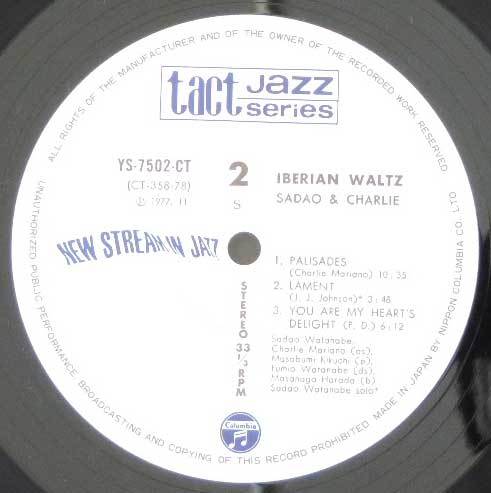 ALL RIGHTS OF THE MANUFACTURER AND OF THE OWNER OF THE RECORDED WORK RESERVED.
UNAUTHORIZED PUBLIC PERFORMANCE BROADCASTING AND COPYING OF THIS RECORD PROHIBITED MADE IN JAPAN BY NIPPON COLUMBIA CO. LTD.
tact jazz
series
YS-7502-CT
(CT-358-78)
℗ 1977. 11
2
S
IBERIAN WALTZ
SADAO & CHARLIE
NEW STREAM IN JAZZ
STEREO 33 1/3 RPM
1. PALISADES
(Charlie Mariano) 10:35
2. LAMENT
(J. J. Johnson)* 3:48
3. YOU ARE MY HEART'S
DELIGHT (P. D.) 6:12
Sadao Watanabe,
Charlie Mariano (as),
Masabumi Kikuchi (p),
Fumio Watanabe (ds),
Masanaga Harada (b)
Sadao Watanabe solo*
Columbia